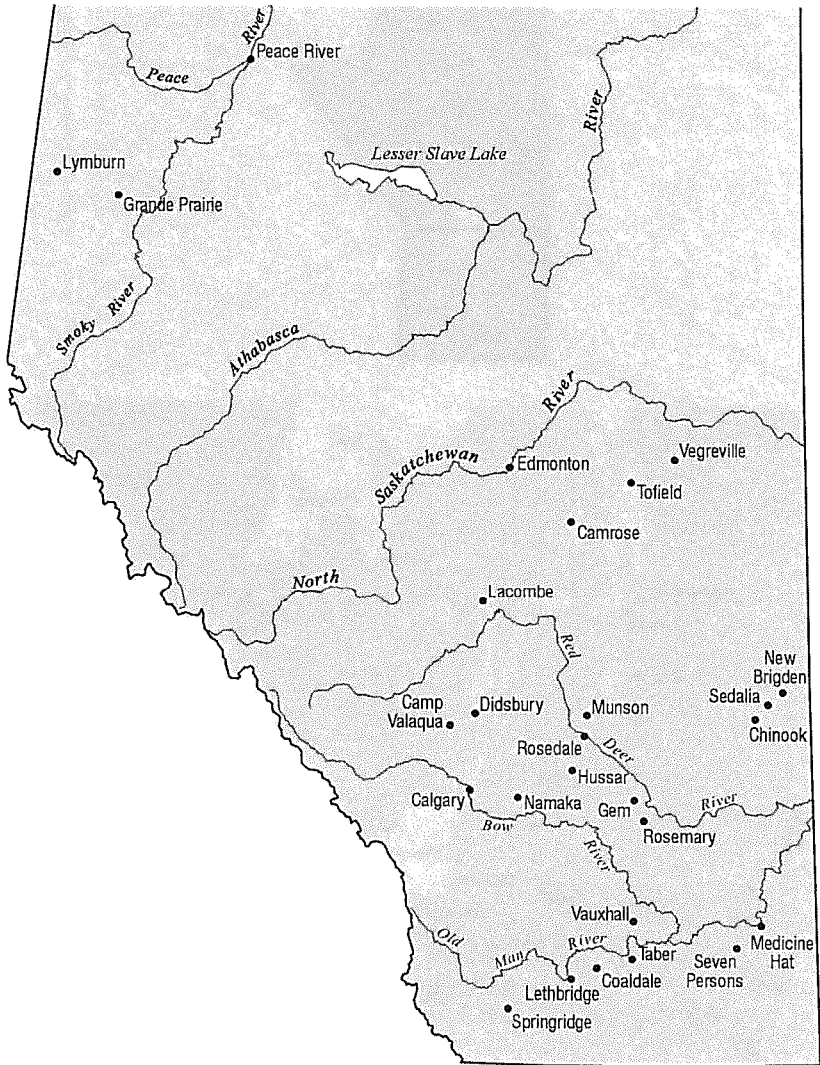 River
Peace River
Peace
River
Lesser Slave Lake
Lymburn
Grande Prairie
Smoky River
Athabasca
River
Saskatchewan
Edmonton
Vegreville
Tofield
Camrose
North
Lacombe
Red
New
Brigden
Camp
Valaqua
Didsbury
Munson
Sedalia
Chinook
Rosedale
Deer
Hussar
Calgary
Namaka
Gem
River
Bow
Rosemary
River
Vauxhall
Old
Man
River
Taber
Medicine
Hat
Seven
Persons
Coaldale
Lethbridge
Springridge